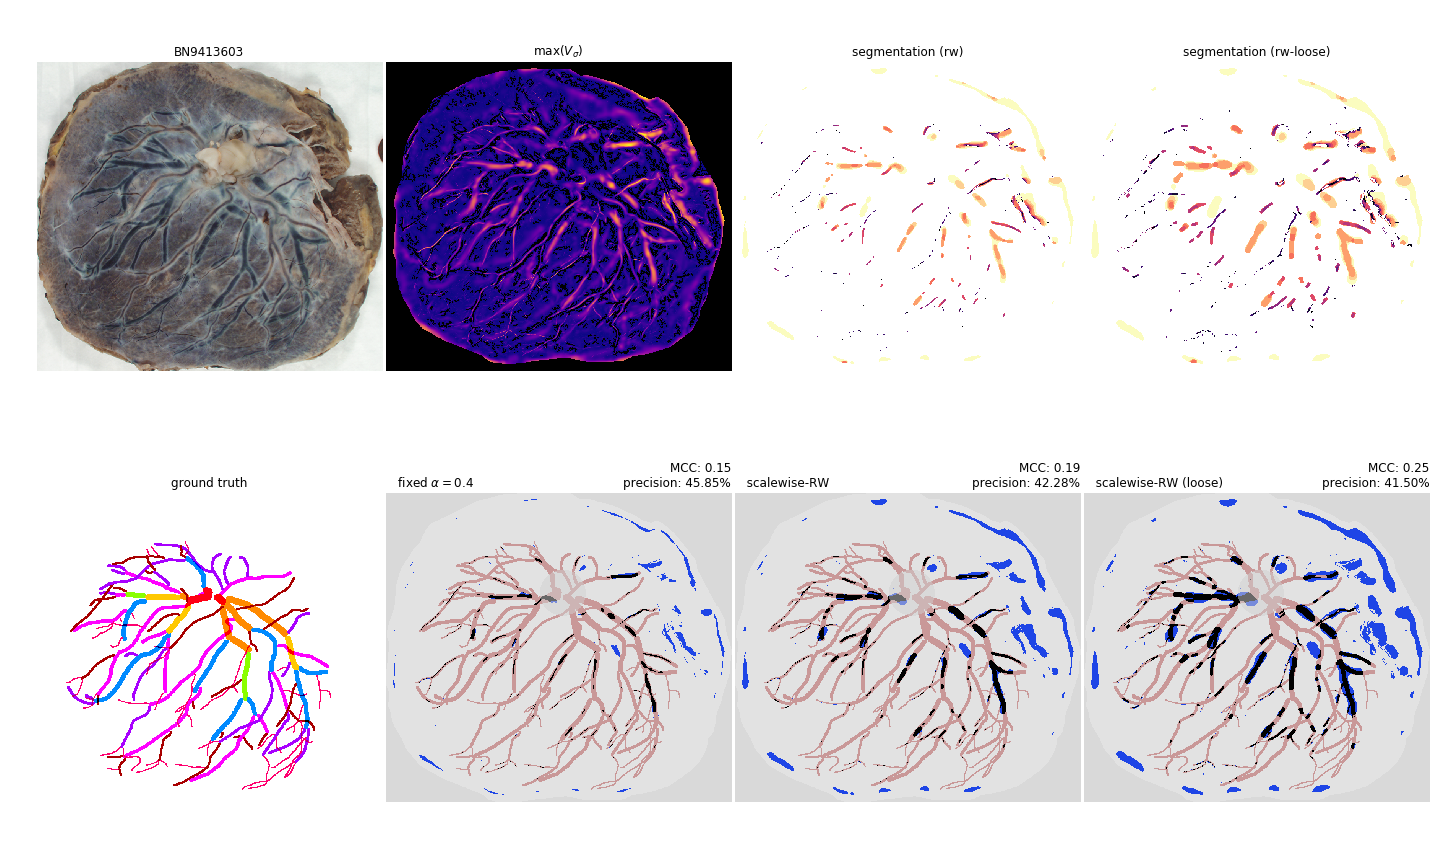 BN9413603
max(V_σ)
segmentation (rw)
segmentation (rw-loose)
ground truth
fixed α = 0.4
MCC: 0.15
precision: 45.85%
scalewise-RW
MCC: 0.19
precision: 42.28%
scalewise-RW (loose)
MCC: 0.25
precision: 41.50%